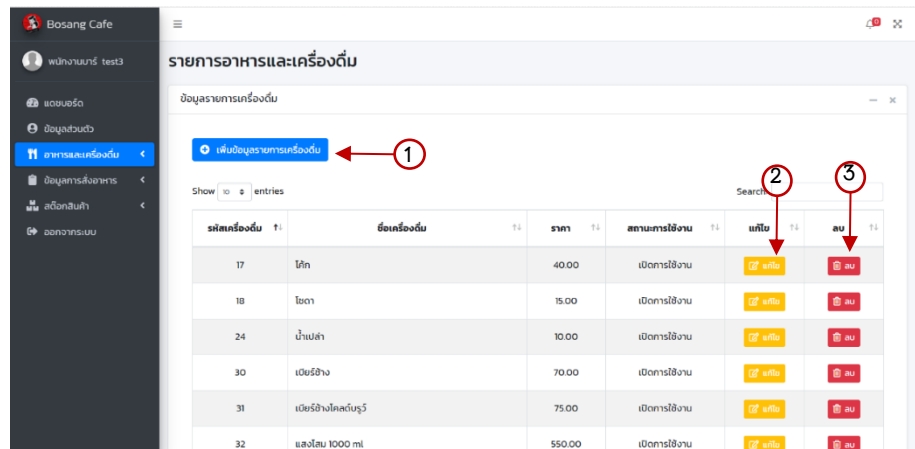 Bosang Cafe
0
พนักงานบาร์ test3
รายการอาหารและเครื่องดื่ม
แดชบอร์ด
ข้อมูลส่วนตัว
อาหารและเครื่องดื่ม
ข้อมูลการสั่งอาหาร
สต๊อกสินค้า
ออกจากระบบ
ข้อมูลรายการเครื่องดื่ม
เพิ่มข้อมูลรายการเครื่องดื่ม
1
2
3
Show 10 entries
Search
รหัสเครื่องดื่ม ชื่อเครื่องดื่ม ราคา สถานะการใช้งาน แก้ไข ลบ
17 โค้ก 40.00 เปิดการใช้งาน แก้ไข ลบ
18 โซดา 15.00 เปิดการใช้งาน แก้ไข ลบ
24 น้ำเปล่า 10.00 เปิดการใช้งาน แก้ไข ลบ
30 เบียร์ช้าง 70.00 เปิดการใช้งาน แก้ไข ลบ
31 เบียร์ช้างโคลด์บรูว์ 75.00 เปิดการใช้งาน แก้ไข ลบ
32 แสงโสม 1000 ml 550.00 เปิดการใช้งาน แก้ไข ลบ